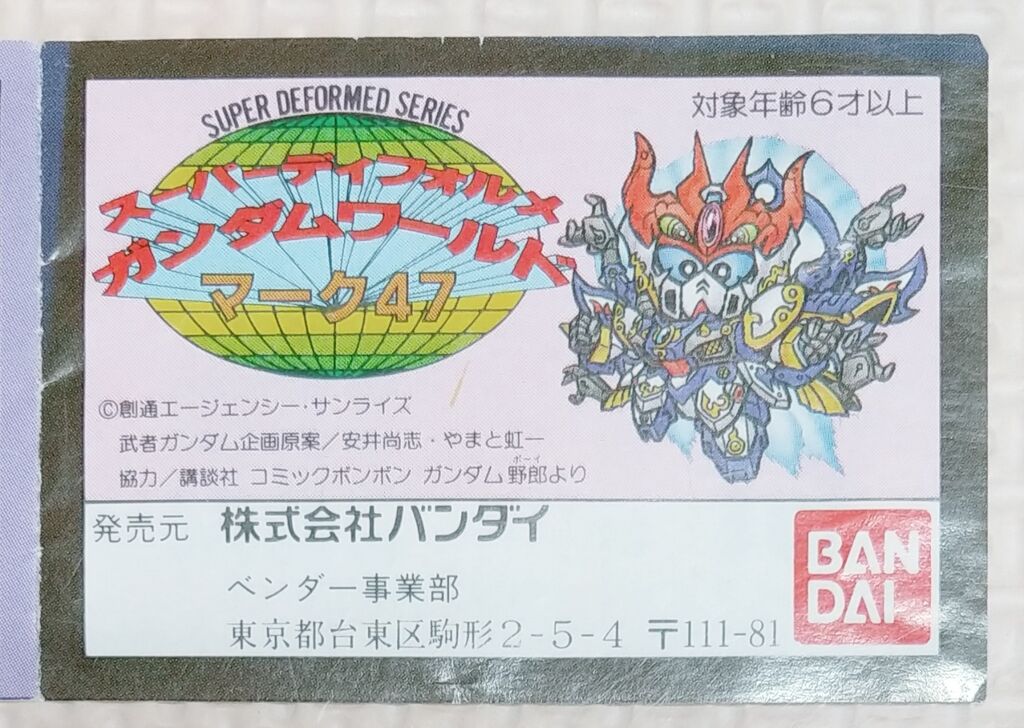 SUPER DEFORMED SERIES
対象年齢6才以上
スーパーディフォルメ
ガンダムワールド
マーク47
©創通エージェンシー・サンライズ
武者ガンダム企画原案/安井尚志・やまと虹一
協力/講談社 コミックボンボン ガンダム野郎より
ボーイ
発売元 株式会社バンダイ
ベンダー事業部
東京都台東区駒形2-5-4 〒111-81
BAN
DAI